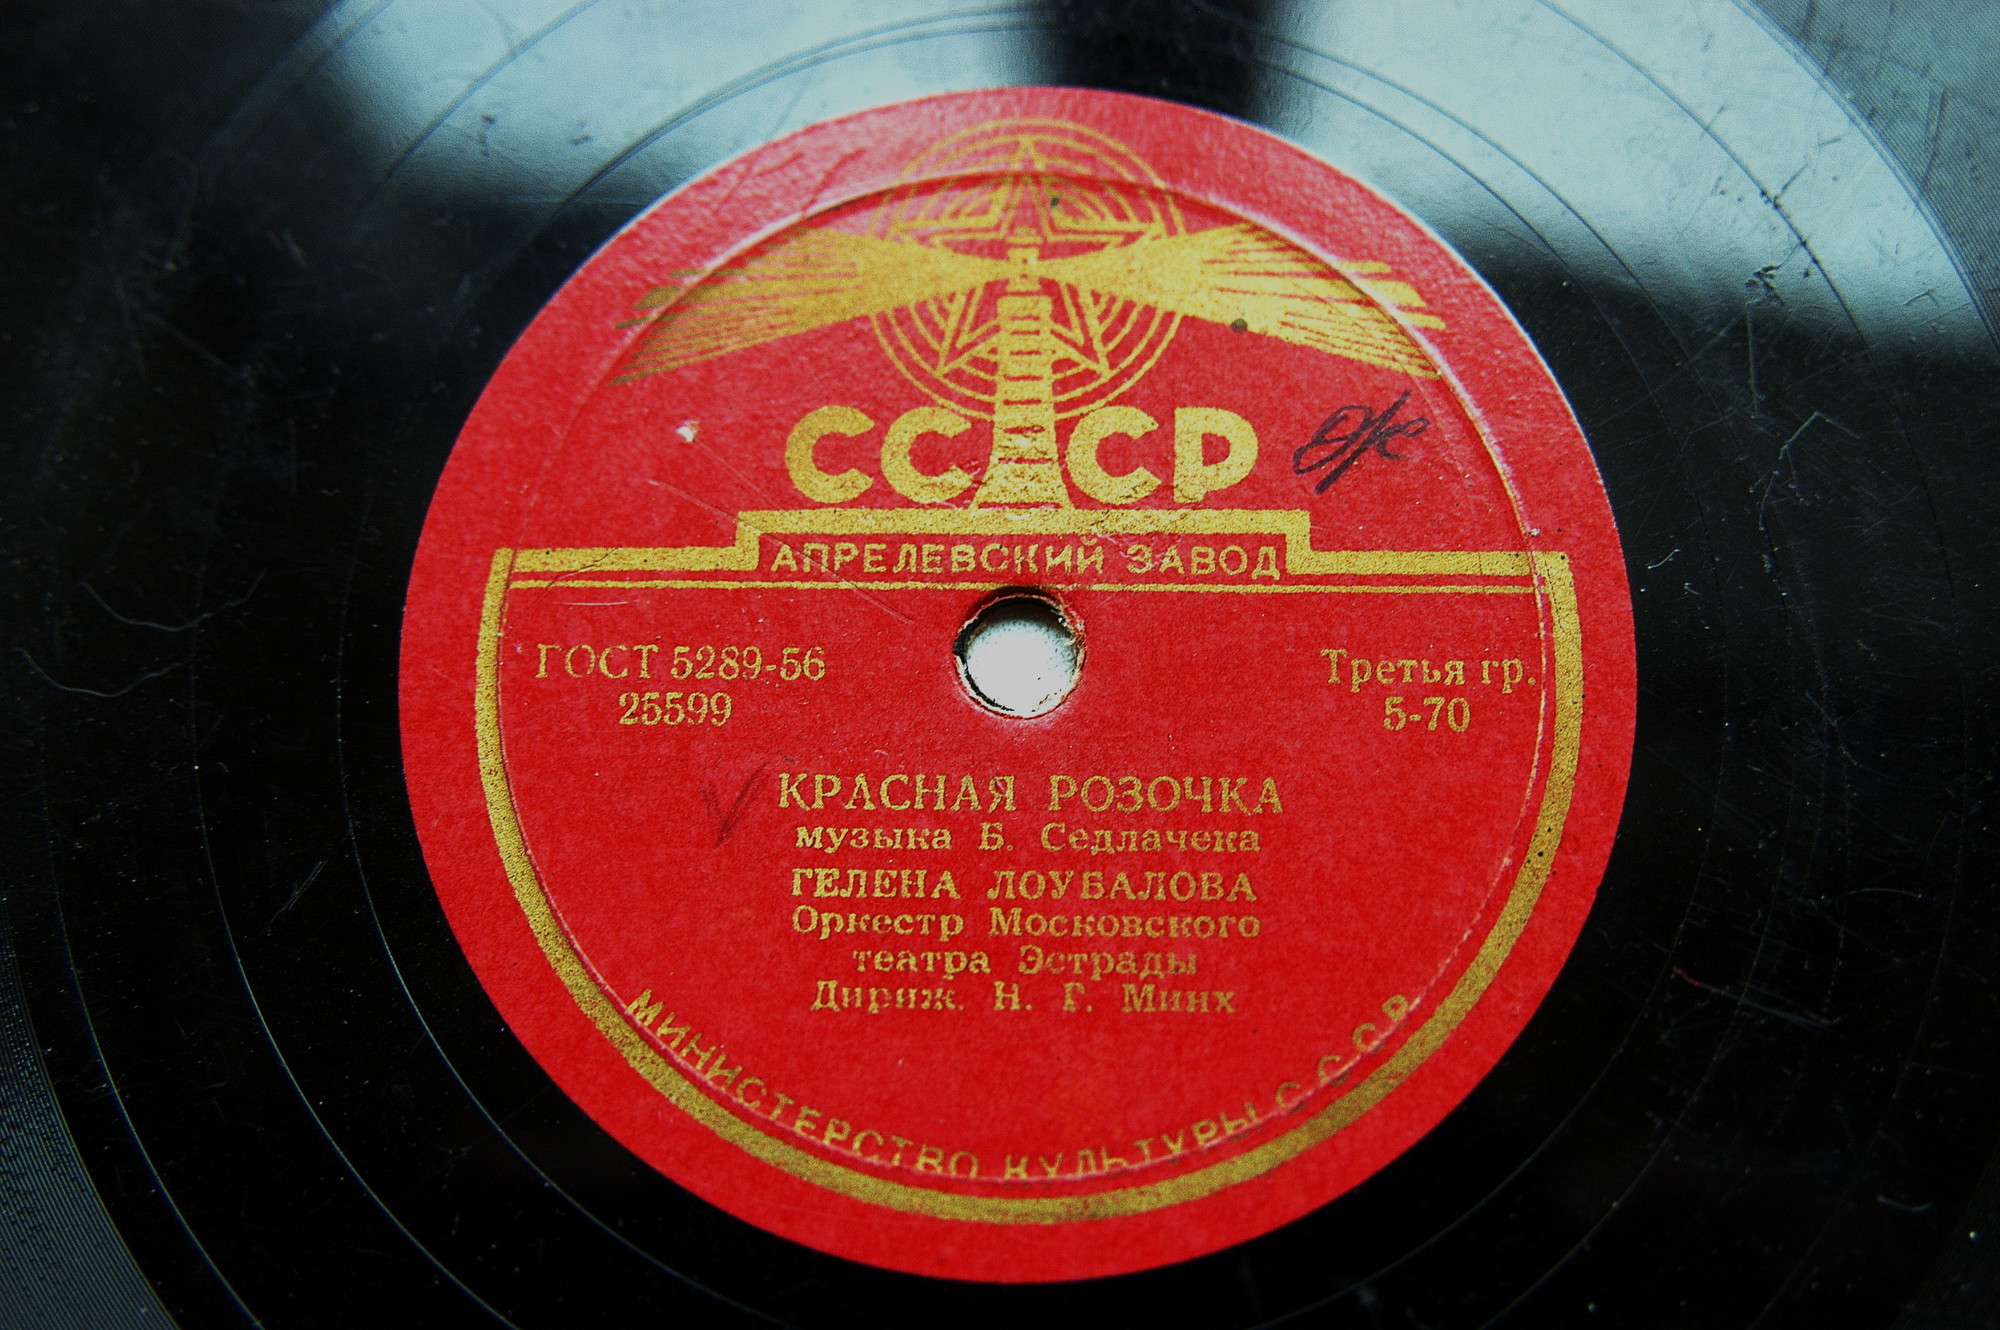 СССР
АПРЕЛЕВСКИЙ ЗАВОД
ГОСТ 5289-56
25599
Третья гр.
5-70
КРАСНАЯ РОЗОЧКА
музыка Б. Седлачека
ГЕЛЕНА ЛОУБАЛОВА
Оркестр Московского
театра Эстрады
Дириж. Н. Г. Минх
МИНИСТЕРСТВО КУЛЬТУРЫ СССР